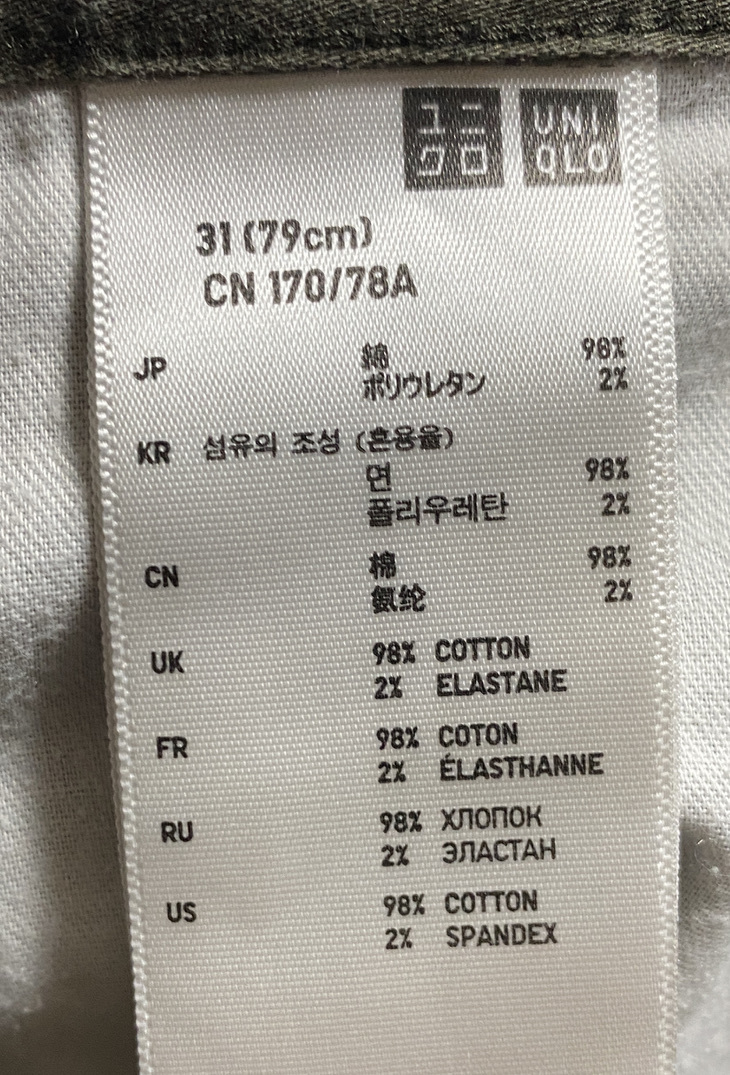 ユニ UNI
クロ QLO
31 (79cm)
CN 170/78A
JP 綿 98%
ポリウレタン 2%
KR 섬유의 조성 (혼용율)
면 98%
폴리우레탄 2%
CN 棉 98%
氨纶 2%
UK 98% COTTON
2% ELASTANE
FR 98% COTON
2% ÉLASTHANNE
RU 98% ХЛОПОК
2% ЭЛАСТАН
US 98% COTTON
2% SPANDEX